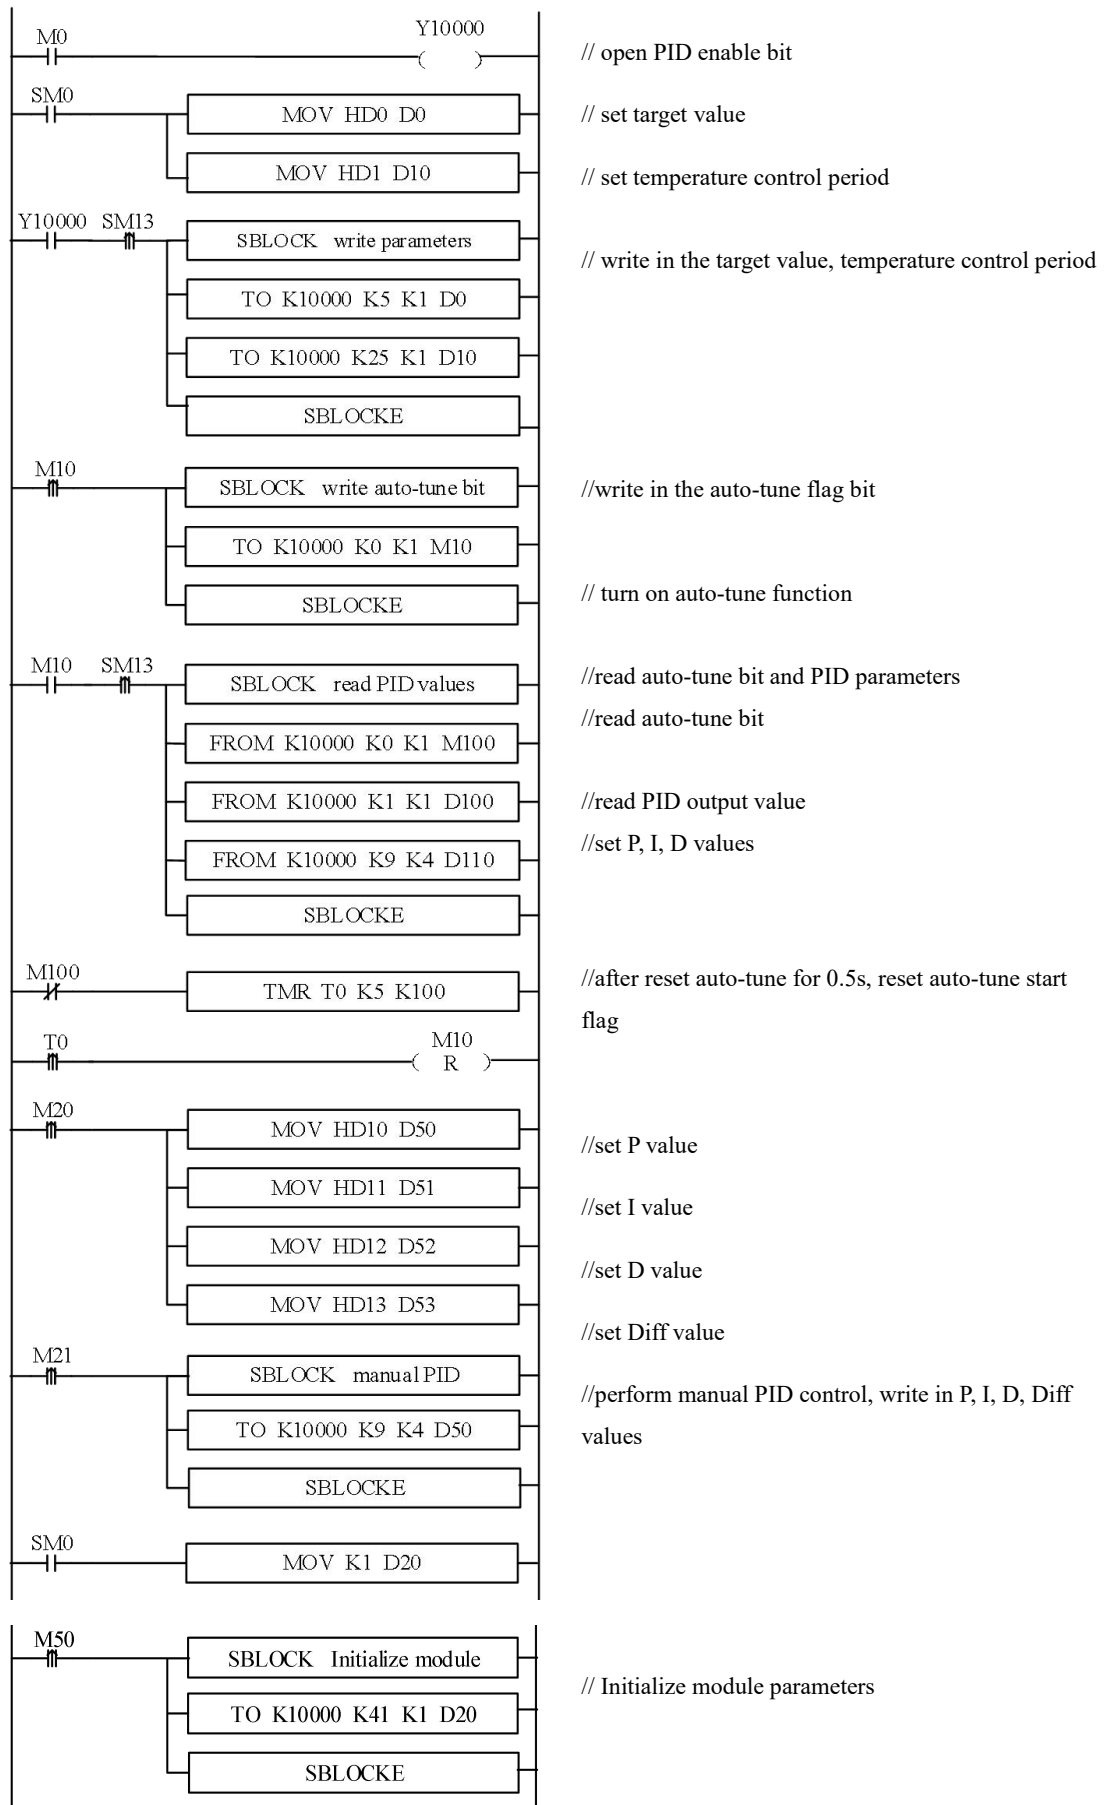 M0
Y10000
( )
// open PID enable bit
SM0
MOV HD0 D0
// set target value
MOV HD1 D10
// set temperature control period
Y10000 SM13
SBLOCK write parameters
// write in the target value, temperature control period
TO K10000 K5 K1 D0
TO K10000 K25 K1 D10
SBLOCKE
M10
SBLOCK write auto-tune bit
//write in the auto-tune flag bit
TO K10000 K0 K1 M10
SBLOCKE
// turn on auto-tune function
M10 SM13
SBLOCK read PID values
//read auto-tune bit and PID parameters
//read auto-tune bit
FROM K10000 K0 K1 M100
FROM K10000 K1 K1 D100
//read PID output value
//set P, I, D values
FROM K10000 K9 K4 D110
SBLOCKE
M100
TMR T0 K5 K100
//after reset auto-tune for 0.5s, reset auto-tune start
flag
T0
M10
( R )
M20
MOV HD10 D50
//set P value
MOV HD11 D51
//set I value
MOV HD12 D52
//set D value
MOV HD13 D53
//set Diff value
M21
SBLOCK manual PID
//perform manual PID control, write in P, I, D, Diff
values
TO K10000 K9 K4 D50
SBLOCKE
SM0
MOV K1 D20
M50
SBLOCK Initialize module
// Initialize module parameters
TO K10000 K41 K1 D20
SBLOCKE